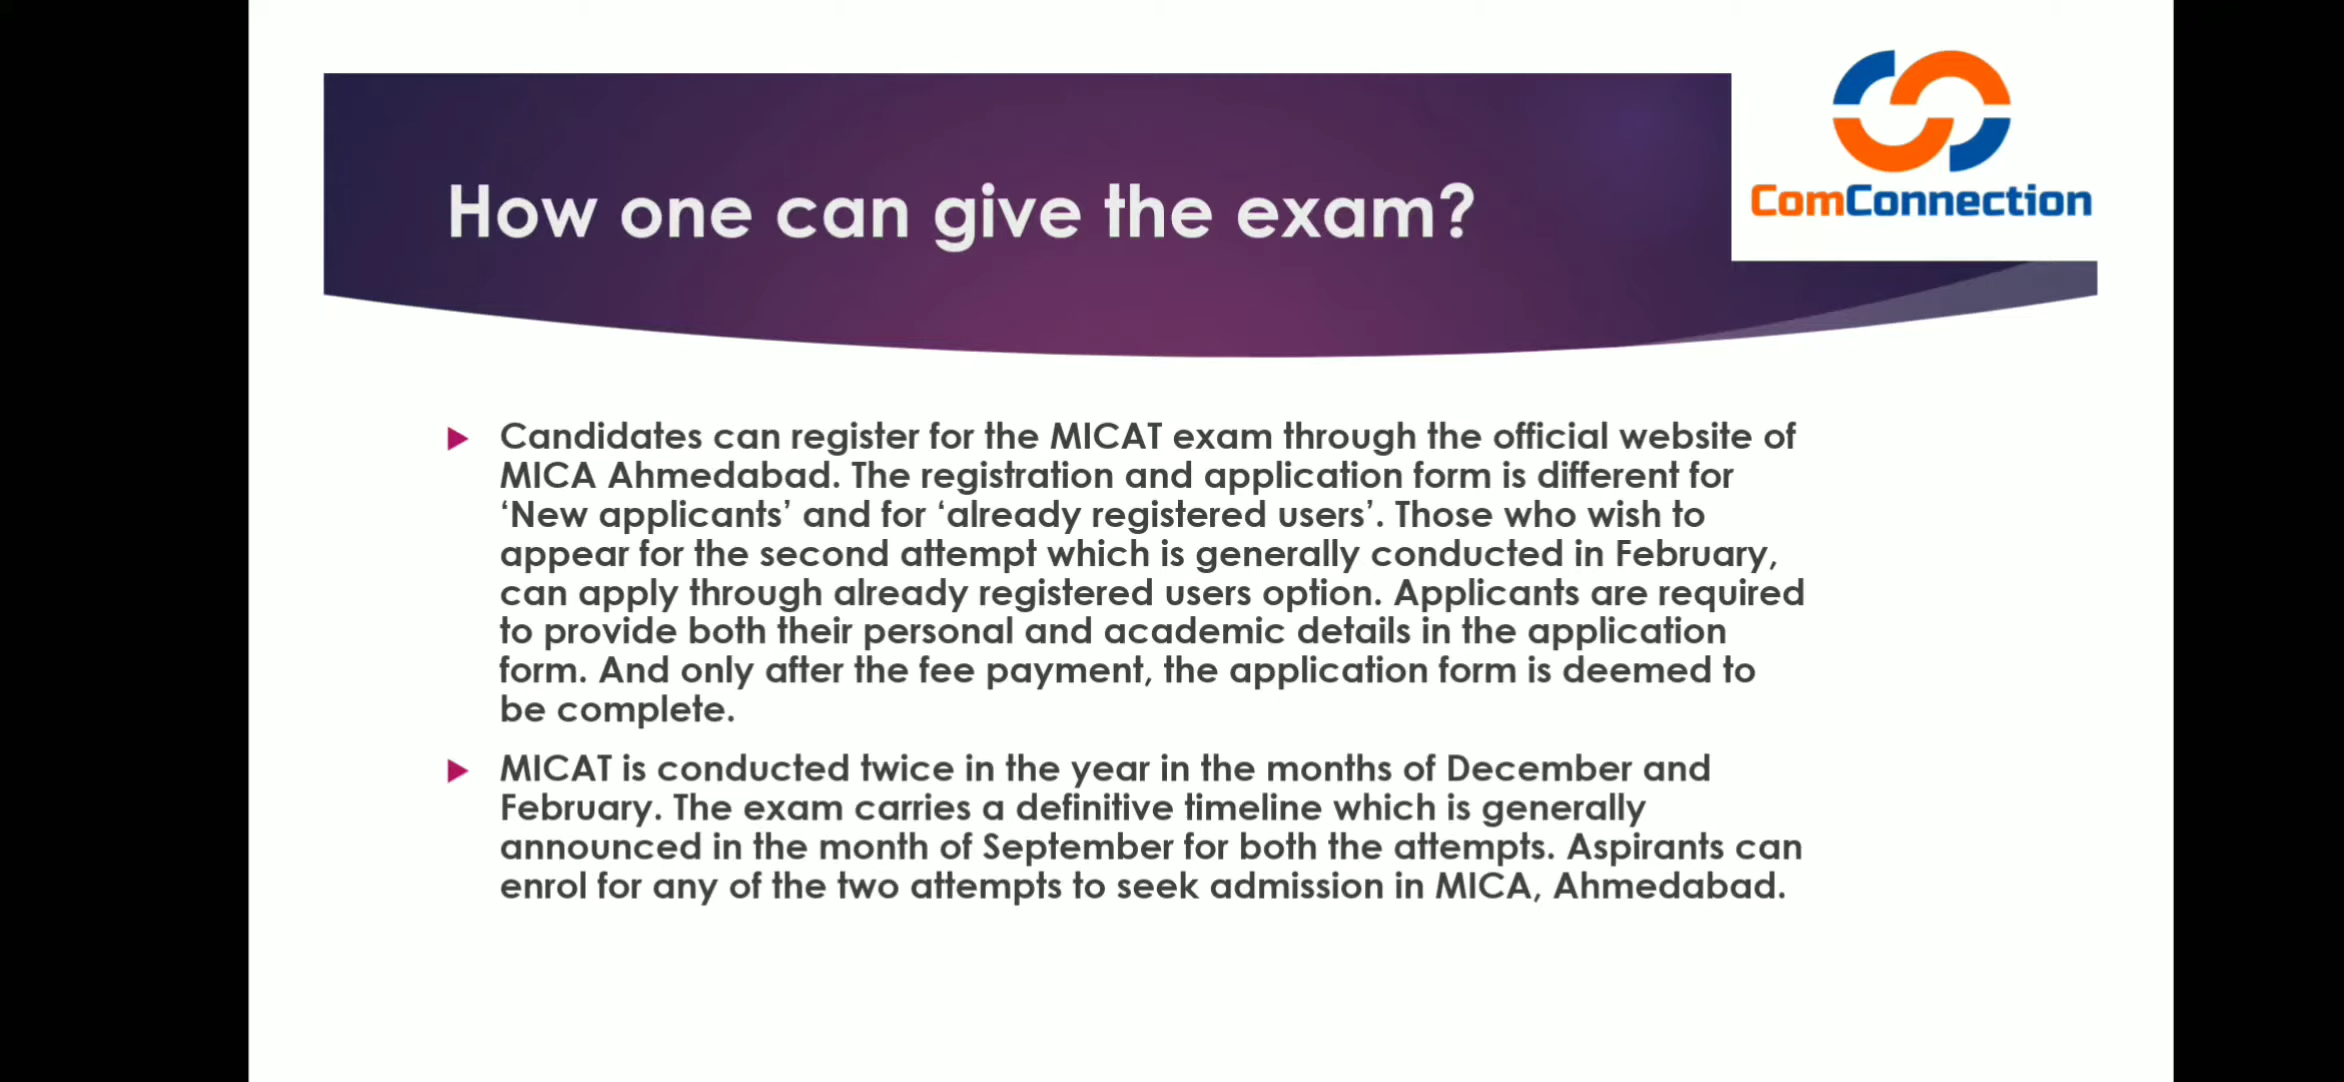 How one can give the exam?
ComConnection
Candidates can register for the MICAT exam through the official website of
MICA Ahmedabad. The registration and application form is different for
‘New applicants’ and for ‘already registered users’. Those who wish to
appear for the second attempt which is generally conducted in February,
can apply through already registered users option. Applicants are required
to provide both their personal and academic details in the application
form. And only after the fee payment, the application form is deemed to
be complete.
MICAT is conducted twice in the year in the months of December and
February. The exam carries a definitive timeline which is generally
announced in the month of September for both the attempts. Aspirants can
enrol for any of the two attempts to seek admission in MICA, Ahmedabad.